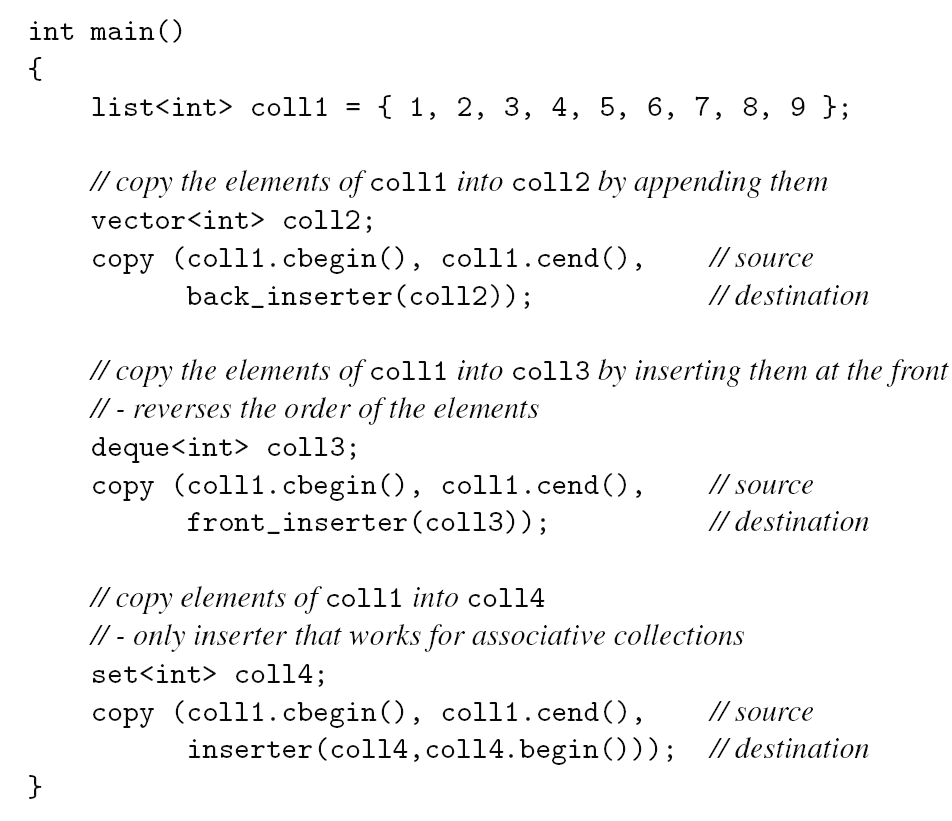 int main()
{
    list<int> coll1 = { 1, 2, 3, 4, 5, 6, 7, 8, 9 };

    // copy the elements of coll1 into coll2 by appending them
    vector<int> coll2;
    copy (coll1.cbegin(), coll1.cend(),    // source
          back_inserter(coll2));           // destination

    // copy the elements of coll1 into coll3 by inserting them at the front
    // - reverses the order of the elements
    deque<int> coll3;
    copy (coll1.cbegin(), coll1.cend(),    // source
          front_inserter(coll3));          // destination

    // copy elements of coll1 into coll4
    // - only inserter that works for associative collections
    set<int> coll4;
    copy (coll1.cbegin(), coll1.cend(),    // source
          inserter(coll4,coll4.begin()));  // destination
}